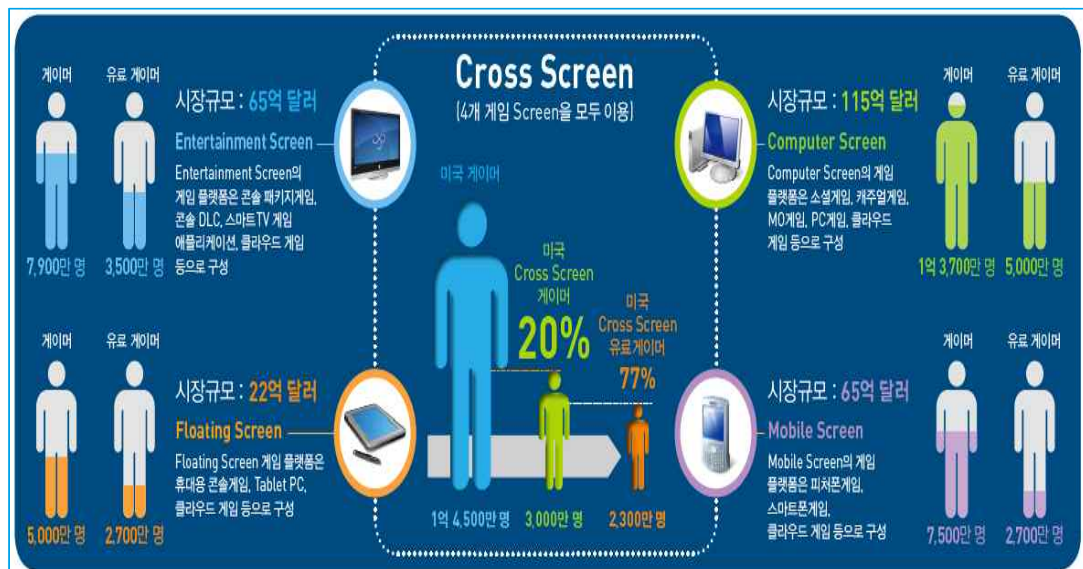 게이머
유료 게이머
시장규모 : 65억 달러
Entertainment Screen
Entertainment Screen의
게임 플랫폼은 콘솔 패키지게임,
콘솔 DLC, 스마트TV 게임
애플리케이션, 클라우드 게임
등으로 구성
7,900만 명
3,500만 명
Cross Screen
(4개 게임 Screen을 모두 이용)
미국 게이머
미국
Cross Screen
게이머
20%
미국
Cross Screen
유료게이머
77%
1억 4,500만 명
3,000만 명
2,300만 명
시장규모 : 115억 달러
Computer Screen
Computer Screen의 게임
플랫폼은 소셜게임, 캐주얼게임,
MO게임, PC게임, 클라우드
게임 등으로 구성
게이머
유료 게이머
1억 3,700만 명
5,000만 명
게이머
유료 게이머
시장규모 : 22억 달러
Floating Screen
Floating Screen 게임 플랫폼은
휴대용 콘솔게임, Tablet PC,
클라우드 게임 등으로 구성
5,000만 명
2,700만 명
시장규모 : 65억 달러
Mobile Screen
Mobile Screen의 게임
플랫폼은 피처폰게임,
스마트폰게임,
클라우드 게임 등으로 구성
게이머
유료 게이머
7,500만 명
2,700만 명